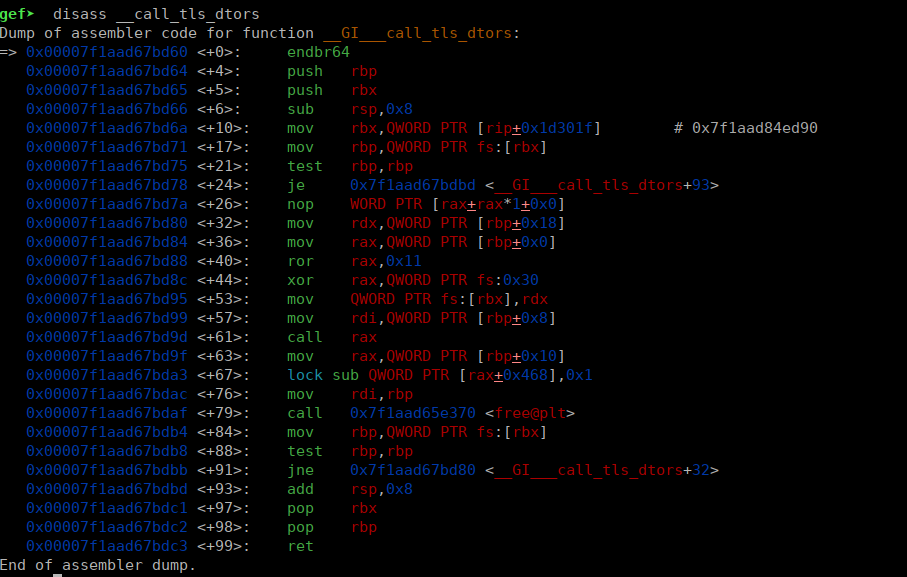 gef➤  disass __call_tls_dtors
Dump of assembler code for function __GI___call_tls_dtors:
=> 0x00007f1aad67bd60 <+0>:     endbr64
   0x00007f1aad67bd64 <+4>:     push   rbp
   0x00007f1aad67bd65 <+5>:     push   rbx
   0x00007f1aad67bd66 <+6>:     sub    rsp,0x8
   0x00007f1aad67bd6a <+10>:    mov    rbx,QWORD PTR [rip+0x1d301f]        # 0x7f1aad84ed90
   0x00007f1aad67bd71 <+17>:    mov    rbp,QWORD PTR fs:[rbx]
   0x00007f1aad67bd75 <+21>:    test   rbp,rbp
   0x00007f1aad67bd78 <+24>:    je     0x7f1aad67bdbd <__GI___call_tls_dtors+93>
   0x00007f1aad67bd7a <+26>:    nop    WORD PTR [rax+rax*1+0x0]
   0x00007f1aad67bd80 <+32>:    mov    rdx,QWORD PTR [rbp+0x18]
   0x00007f1aad67bd84 <+36>:    mov    rax,QWORD PTR [rbp+0x0]
   0x00007f1aad67bd88 <+40>:    ror    rax,0x11
   0x00007f1aad67bd8c <+44>:    xor    rax,QWORD PTR fs:0x30
   0x00007f1aad67bd95 <+53>:    mov    QWORD PTR fs:[rbx],rdx
   0x00007f1aad67bd99 <+57>:    mov    rdi,QWORD PTR [rbp+0x8]
   0x00007f1aad67bd9d <+61>:    call   rax
   0x00007f1aad67bd9f <+63>:    mov    rax,QWORD PTR [rbp+0x10]
   0x00007f1aad67bda3 <+67>:    lock sub QWORD PTR [rax+0x468],0x1
   0x00007f1aad67bdac <+76>:    mov    rdi,rbp
   0x00007f1aad67bdaf <+79>:    call   0x7f1aad65e370 <free@plt>
   0x00007f1aad67bdb4 <+84>:    mov    rbp,QWORD PTR fs:[rbx]
   0x00007f1aad67bdb8 <+88>:    test   rbp,rbp
   0x00007f1aad67bdbb <+91>:    jne    0x7f1aad67bd80 <__GI___call_tls_dtors+32>
   0x00007f1aad67bdbd <+93>:    add    rsp,0x8
   0x00007f1aad67bdc1 <+97>:    pop    rbx
   0x00007f1aad67bdc2 <+98>:    pop    rbp
   0x00007f1aad67bdc3 <+99>:    ret
End of assembler dump.